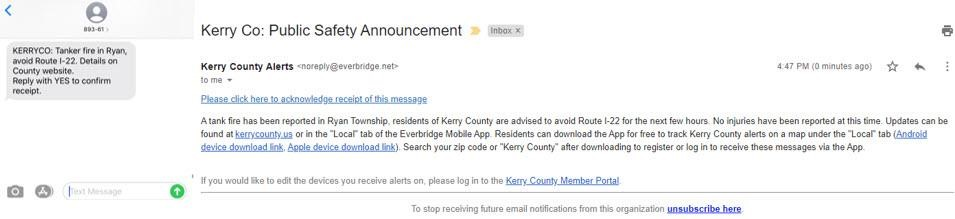 893-61 >
KERRYCO: Tanker fire in Ryan,
avoid Route I-22. Details on
County website.
Reply with YES to confirm
receipt.
Text Message
Kerry Co: Public Safety Announcement
Inbox ×
Kerry County Alerts <noreply@everbridge.net>
4:47 PM (0 minutes ago)
to me
Please click here to acknowledge receipt of this message
A tank fire has been reported in Ryan Township, residents of Kerry County are advised to avoid Route I-22 for the next few hours. No injuries have been reported at this time. Updates can be
found at kerrycounty.us or in the "Local" tab of the Everbridge Mobile App. Residents can download the App for free to track Kerry County alerts on a map under the "Local" tab (Android
device download link, Apple device download link). Search your zip code or "Kerry County" after downloading to register or log in to receive these messages via the App.
If you would like to edit the devices you receive alerts on, please log in to the Kerry County Member Portal.
To stop receiving future email notifications from this organization unsubscribe here.